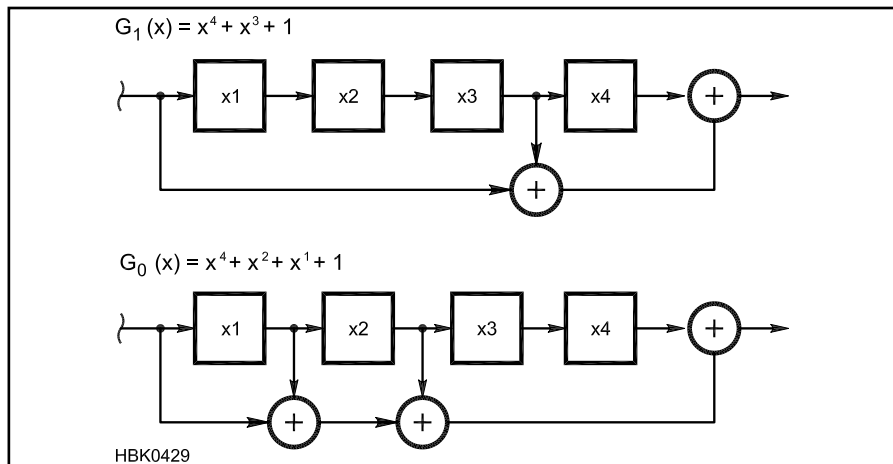 G₁ (x) = x⁴ + x³ + 1
x1 x2 x3 x4 +
+
G₀ (x) = x⁴ + x² + x¹ + 1
x1 x2 x3 x4 +
+ +
HBK0429